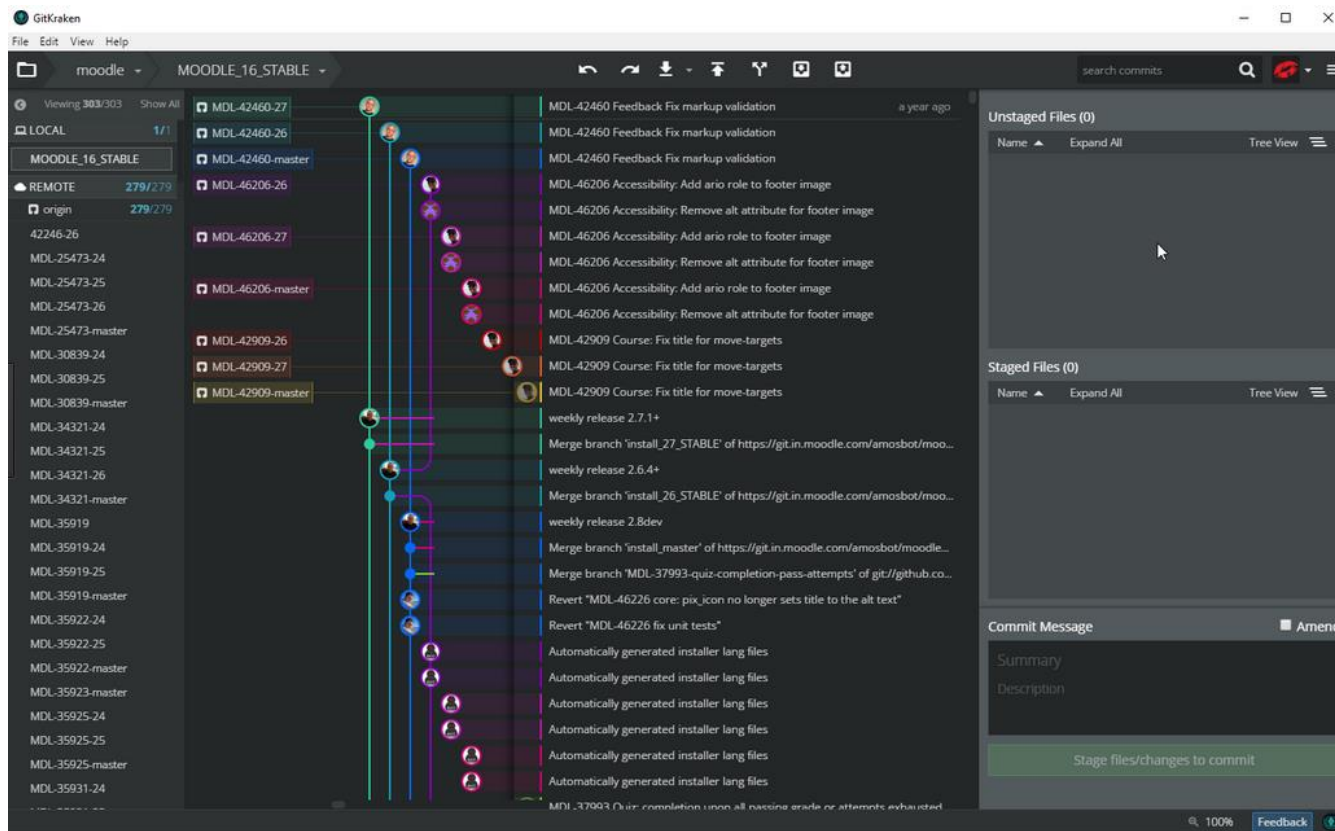 GitKraken
File Edit View Help
moodle MOODLE_16_STABLE search commits
Viewing 303/303 Show All
LOCAL 1/1
MOODLE_16_STABLE
REMOTE 279/279
origin 279/279
42246-26
MDL-25473-24
MDL-25473-25
MDL-25473-26
MDL-25473-master
MDL-30839-24
MDL-30839-25
MDL-30839-master
MDL-34321-24
MDL-34321-25
MDL-34321-26
MDL-34321-master
MDL-35919
MDL-35919-24
MDL-35919-25
MDL-35919-master
MDL-35922-24
MDL-35922-25
MDL-35922-master
MDL-35923-master
MDL-35925-24
MDL-35925-25
MDL-35925-master
MDL-35931-24
MDL-42460-27 MDL-42460 Feedback Fix markup validation a year ago
MDL-42460-26 MDL-42460 Feedback Fix markup validation
MDL-42460-master MDL-42460 Feedback Fix markup validation
MDL-46206-26 MDL-46206 Accessibility: Add ario role to footer image
MDL-46206 Accessibility: Remove alt attribute for footer image
MDL-46206-27 MDL-46206 Accessibility: Add ario role to footer image
MDL-46206 Accessibility: Remove alt attribute for footer image
MDL-46206-master MDL-46206 Accessibility: Add ario role to footer image
MDL-46206 Accessibility: Remove alt attribute for footer image
MDL-42909-26 MDL-42909 Course: Fix title for move-targets
MDL-42909-27 MDL-42909 Course: Fix title for move-targets
MDL-42909-master MDL-42909 Course: Fix title for move-targets
weekly release 2.7.1+
Merge branch 'install_27_STABLE' of https://git.in.moodle.com/amosbot/moo...
weekly release 2.6.4+
Merge branch 'install_26_STABLE' of https://git.in.moodle.com/amosbot/moo...
weekly release 2.8dev
Merge branch 'install_master' of https://git.in.moodle.com/amosbot/moodle...
Merge branch 'MDL-37993-quiz-completion-pass-attempts' of git://github.co...
Revert "MDL-46226 core: pix_icon no longer sets title to the alt text"
Revert "MDL-46226 fix unit tests"
Automatically generated installer lang files
Automatically generated installer lang files
Automatically generated installer lang files
Automatically generated installer lang files
Automatically generated installer lang files
Automatically generated installer lang files
MDL-37993 Quiz: completion upon all passing grade or attempts exhausted
Unstaged Files (0)
Name Expand All Tree View
Staged Files (0)
Name Expand All Tree View
Commit Message Amend
Summary
Description
Stage files/changes to commit
100% Feedback